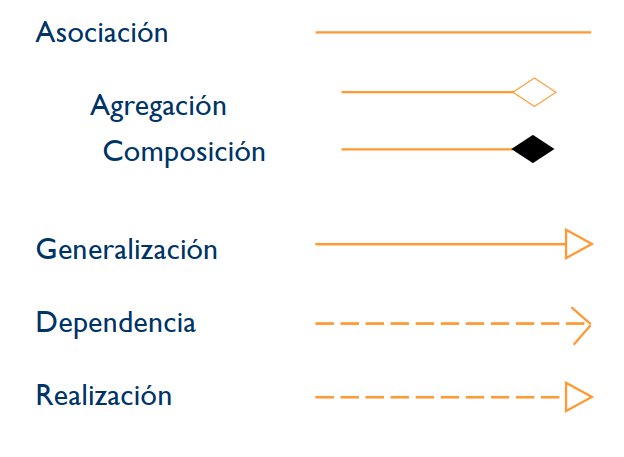 Asociación
Agregación
Composición
Generalización
Dependencia
Realización